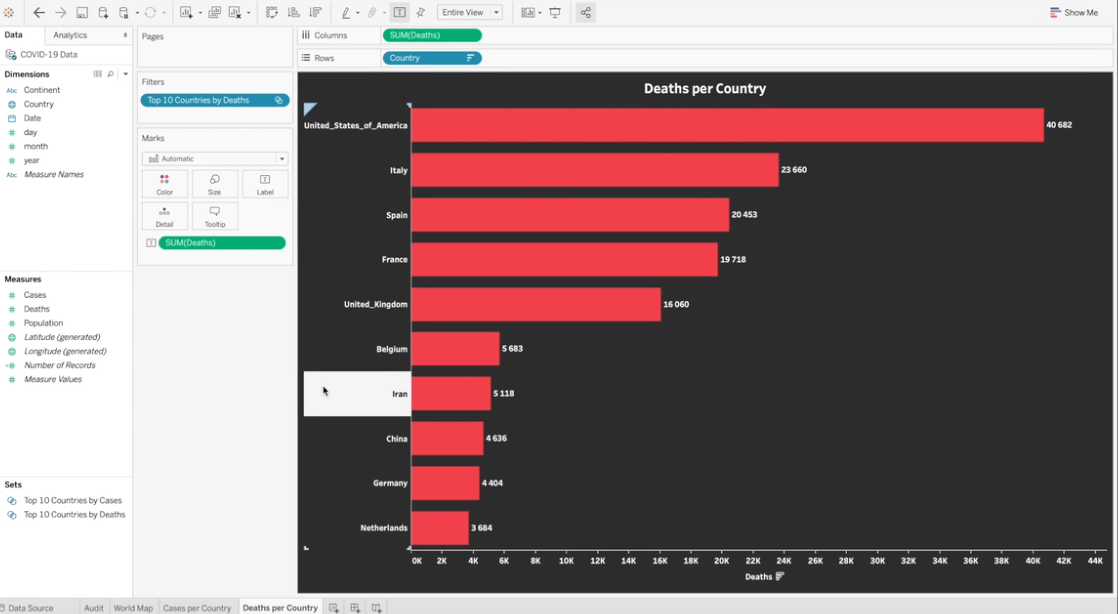 Entire View
Show Me
Data
Analytics
COVID-19 Data
Dimensions
Abc Continent
Country
Date
# day
# month
# year
Abc Measure Names
Measures
# Cases
# Deaths
# Population
Latitude (generated)
Longitude (generated)
=# Number of Records
# Measure Values
Sets
Top 10 Countries by Cases
Top 10 Countries by Deaths
Pages
Filters
Top 10 Countries by Deaths
Marks
Automatic
Color
Size
T
Label
Detail
Tooltip
T
SUM(Deaths)
Columns
SUM(Deaths)
Rows
Country
Deaths per Country
United_States_of_America 40 682
Italy 23 660
Spain 20 453
France 19 718
United_Kingdom 16 060
Belgium 5 683
Iran 5 118
China 4 636
Germany 4 404
Netherlands 3 684
0K 2K 4K 6K 8K 10K 12K 14K 16K 18K 20K 22K 24K 26K 28K 30K 32K 34K 36K 38K 40K 42K 44K
Deaths
Data Source
Audit
World Map
Cases per Country
Deaths per Country